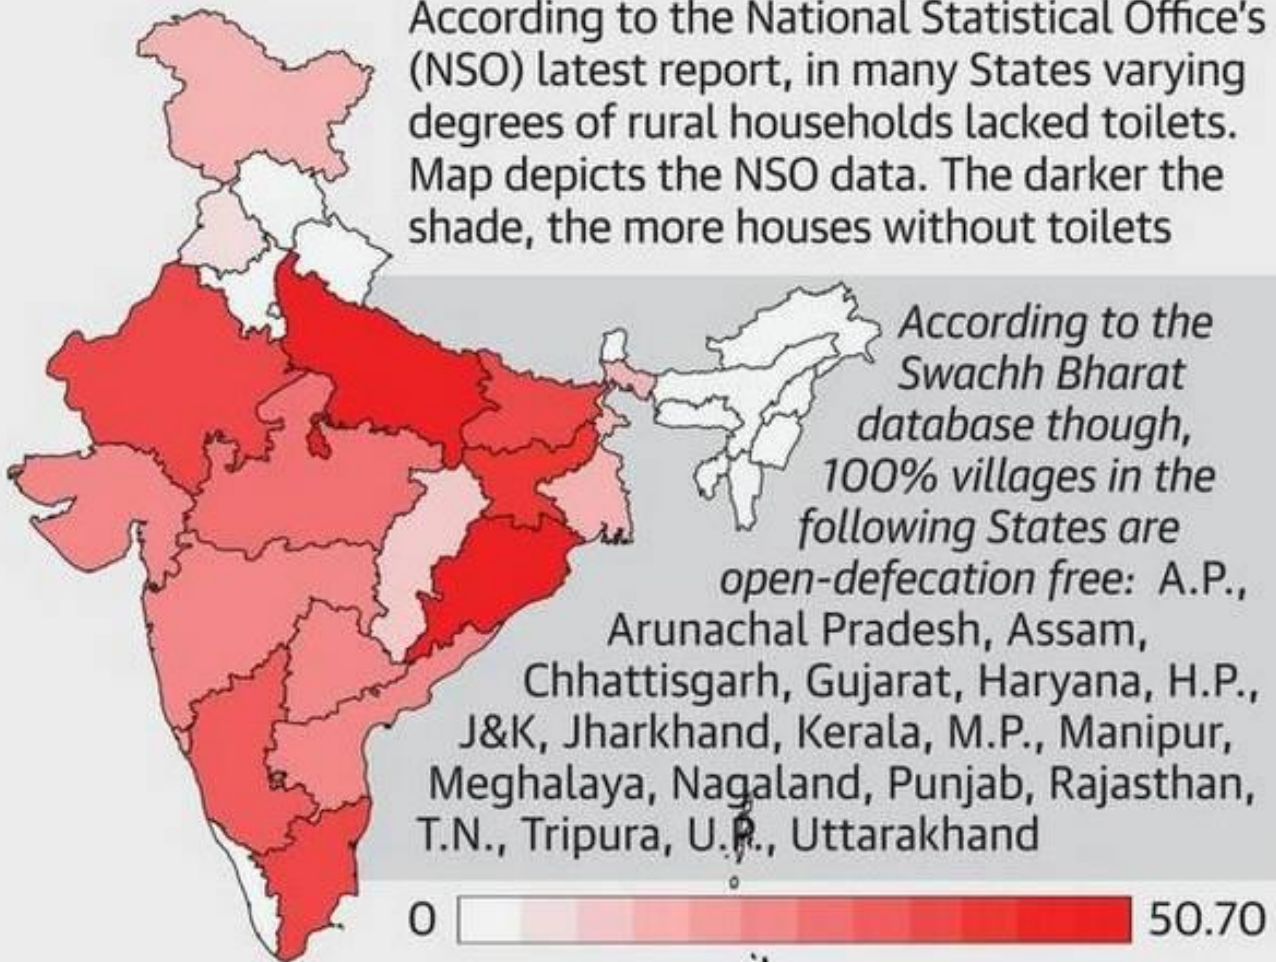 According to the National Statistical Office's
(NSO) latest report, in many States varying
degrees of rural households lacked toilets.
Map depicts the NSO data. The darker the
shade, the more houses without toilets
According to the
Swachh Bharat
database though,
100% villages in the
following States are
open-defecation free: A.P.,
Arunachal Pradesh, Assam,
Chhattisgarh, Gujarat, Haryana, H.P.,
J&K, Jharkhand, Kerala, M.P., Manipur,
Meghalaya, Nagaland, Punjab, Rajasthan,
T.N., Tripura, U.P., Uttarakhand
0 50.70